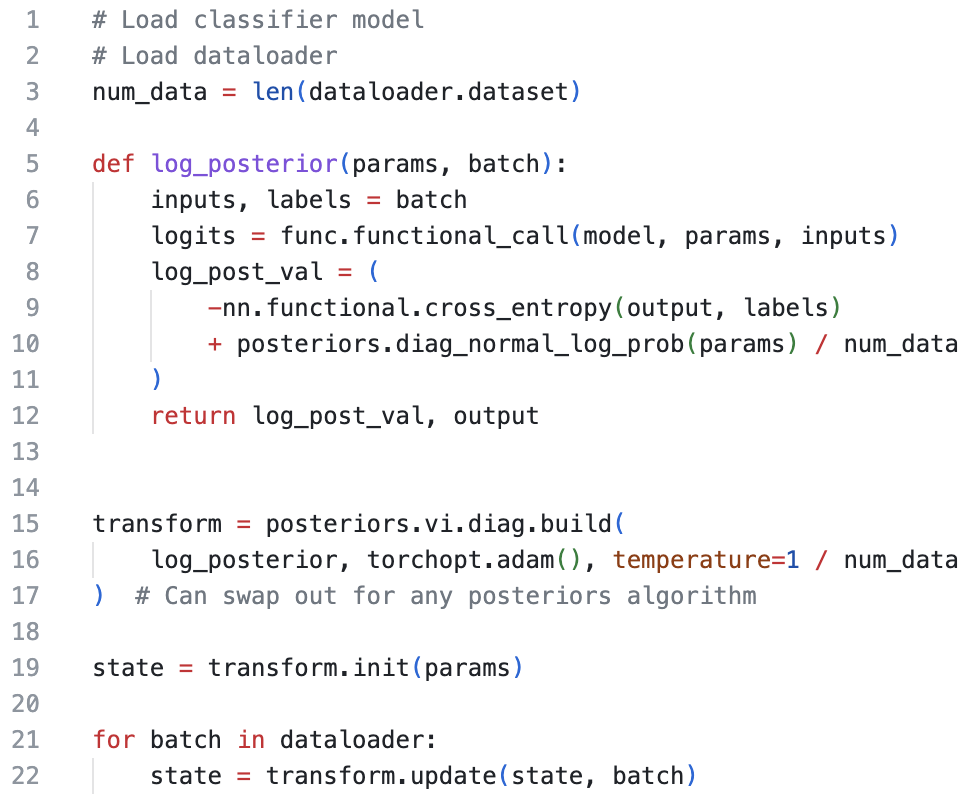 1 # Load classifier model
2 # Load dataloader
3 num_data = len(dataloader.dataset)
4
5 def log_posterior(params, batch):
6     inputs, labels = batch
7     logits = func.functional_call(model, params, inputs)
8     log_post_val = (
9         -nn.functional.cross_entropy(output, labels)
10         + posteriors.diag_normal_log_prob(params) / num_data
11     )
12     return log_post_val, output
13
14
15 transform = posteriors.vi.diag.build(
16     log_posterior, torchopt.adam(), temperature=1 / num_data
17 )  # Can swap out for any posteriors algorithm
18
19 state = transform.init(params)
20
21 for batch in dataloader:
22     state = transform.update(state, batch)